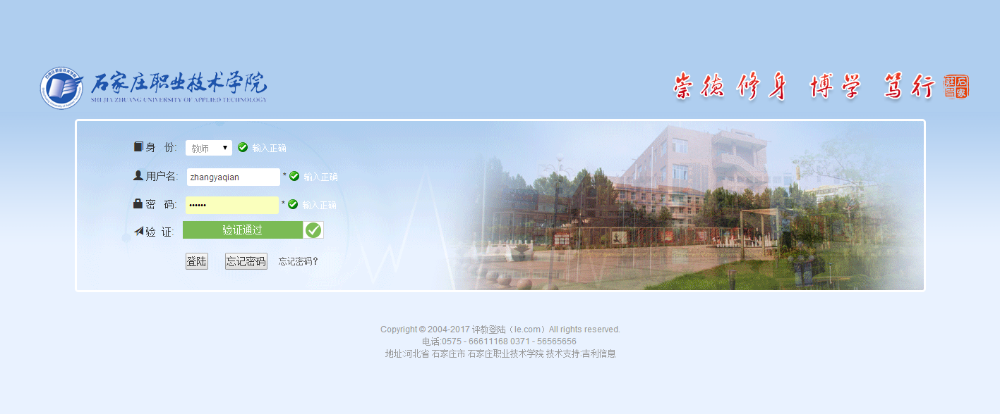 石家庄职业技术学院
SHI JIA ZHUANG UNIVERSITY OF APPLIED TECHNOLOGY
崇德 修身 博学 笃行
身 份: 教师 输入正确
用户名: zhangyaqian * 输入正确
密 码: •••••• * 输入正确
验 证: 验证通过
登陆 忘记密码 忘记密码?
Copyright © 2004-2017 评教登陆（le.com）All rights reserved.
电话:0575 - 66611168 0371 - 56565656
地址:河北省 石家庄市 石家庄职业技术学院 技术支持:吉利信息